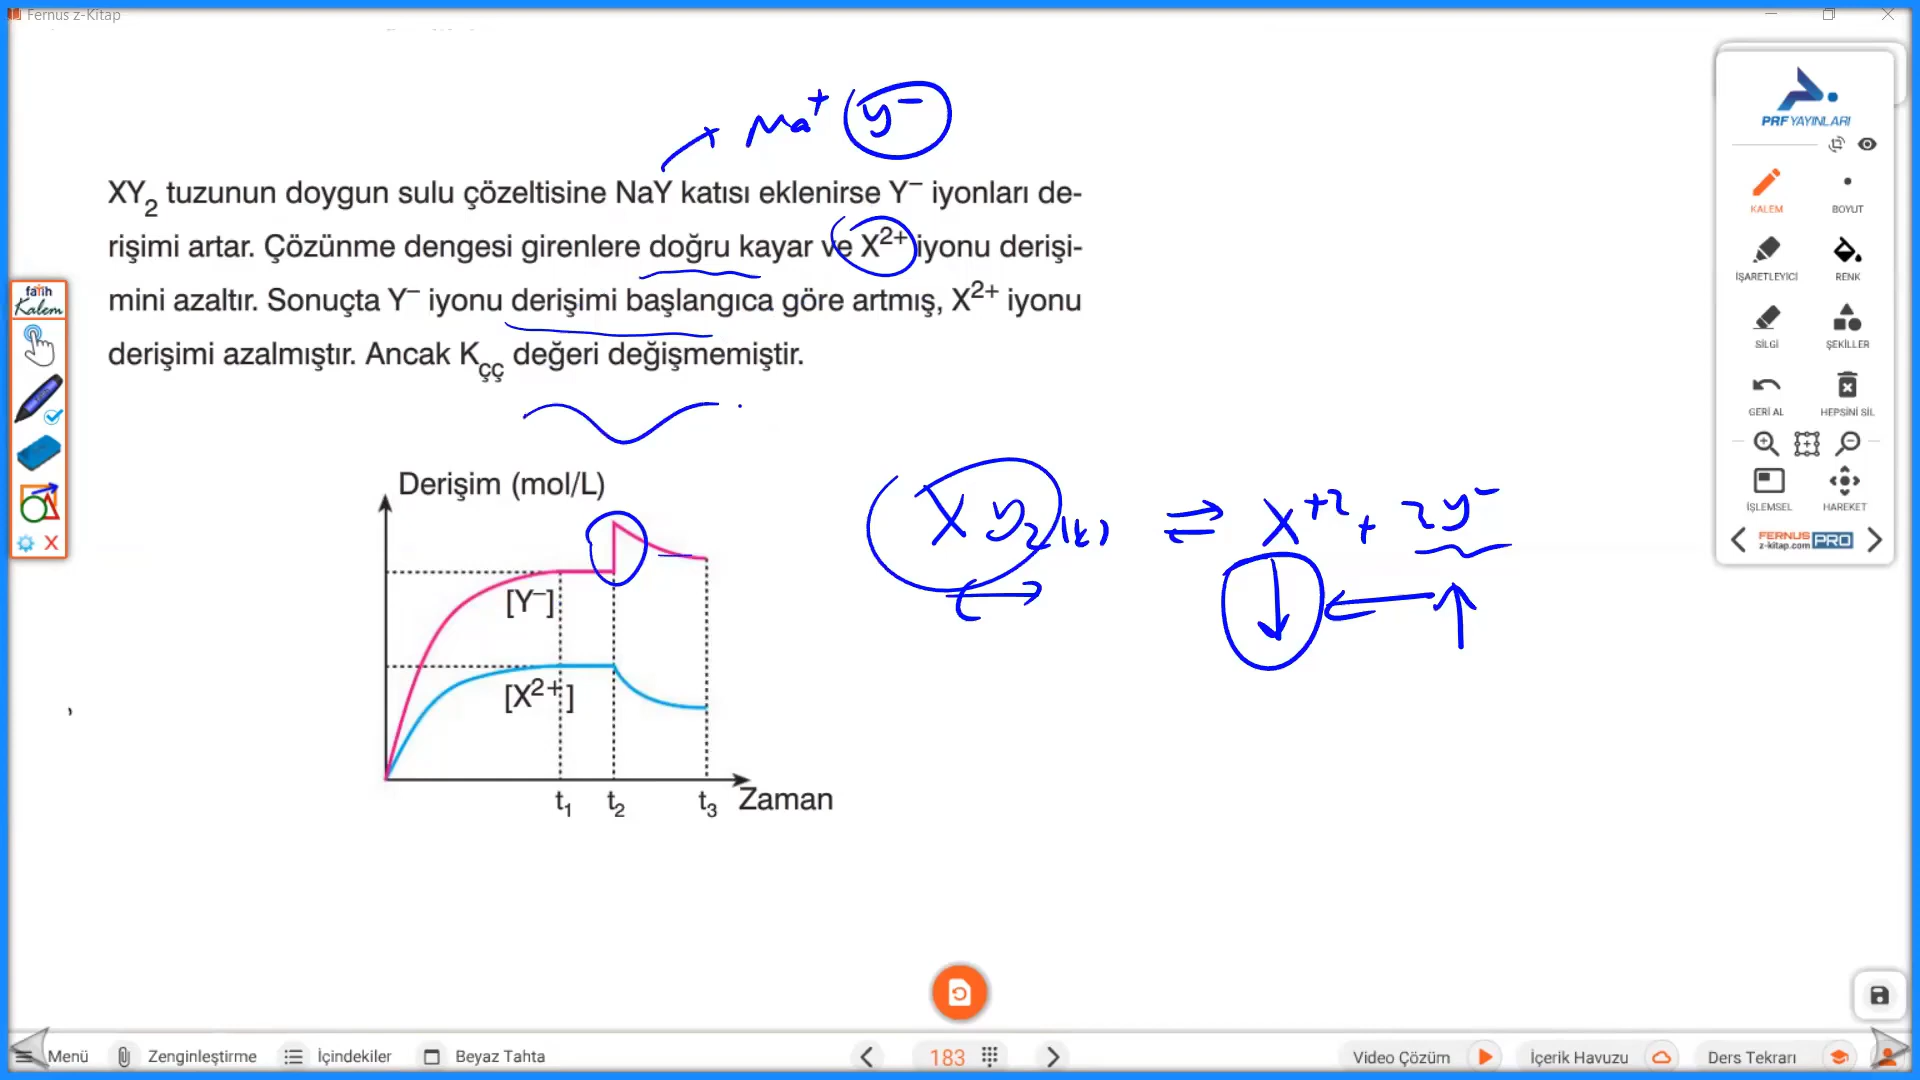 Fernus z-Kitap
Na⁺ y⁻
XY₂ tuzunun doygun sulu çözeltisine NaY katısı eklenirse Y⁻ iyonları de-
rişimi artar. Çözünme dengesi girenlere doğru kayar ve X²⁺ iyonu derişi-
mini azaltır. Sonuçta Y⁻ iyonu derişimi başlangıca göre artmış, X²⁺ iyonu
derişimi azalmıştır. Ancak Kçç değeri değişmemiştir.
Derişim (mol/L)
[Y⁻]
[X²⁺]
t₁ t₂ t₃ Zaman
X y₂(k) ⇌ X⁺² + 2y⁻
fatih
Kalem
PRF YAYINLARI
KALEM BOYUT
İŞARETLEYİCİ RENK
SİLGİ ŞEKİLLER
GERİ AL HEPSİNİ SİL
İŞLEMSEL HAREKET
FERNUS
z-kitap.com PRO
Menü Zenginleştirme İçindekiler Beyaz Tahta 183 Video Çözüm İçerik Havuzu Ders Tekrarı